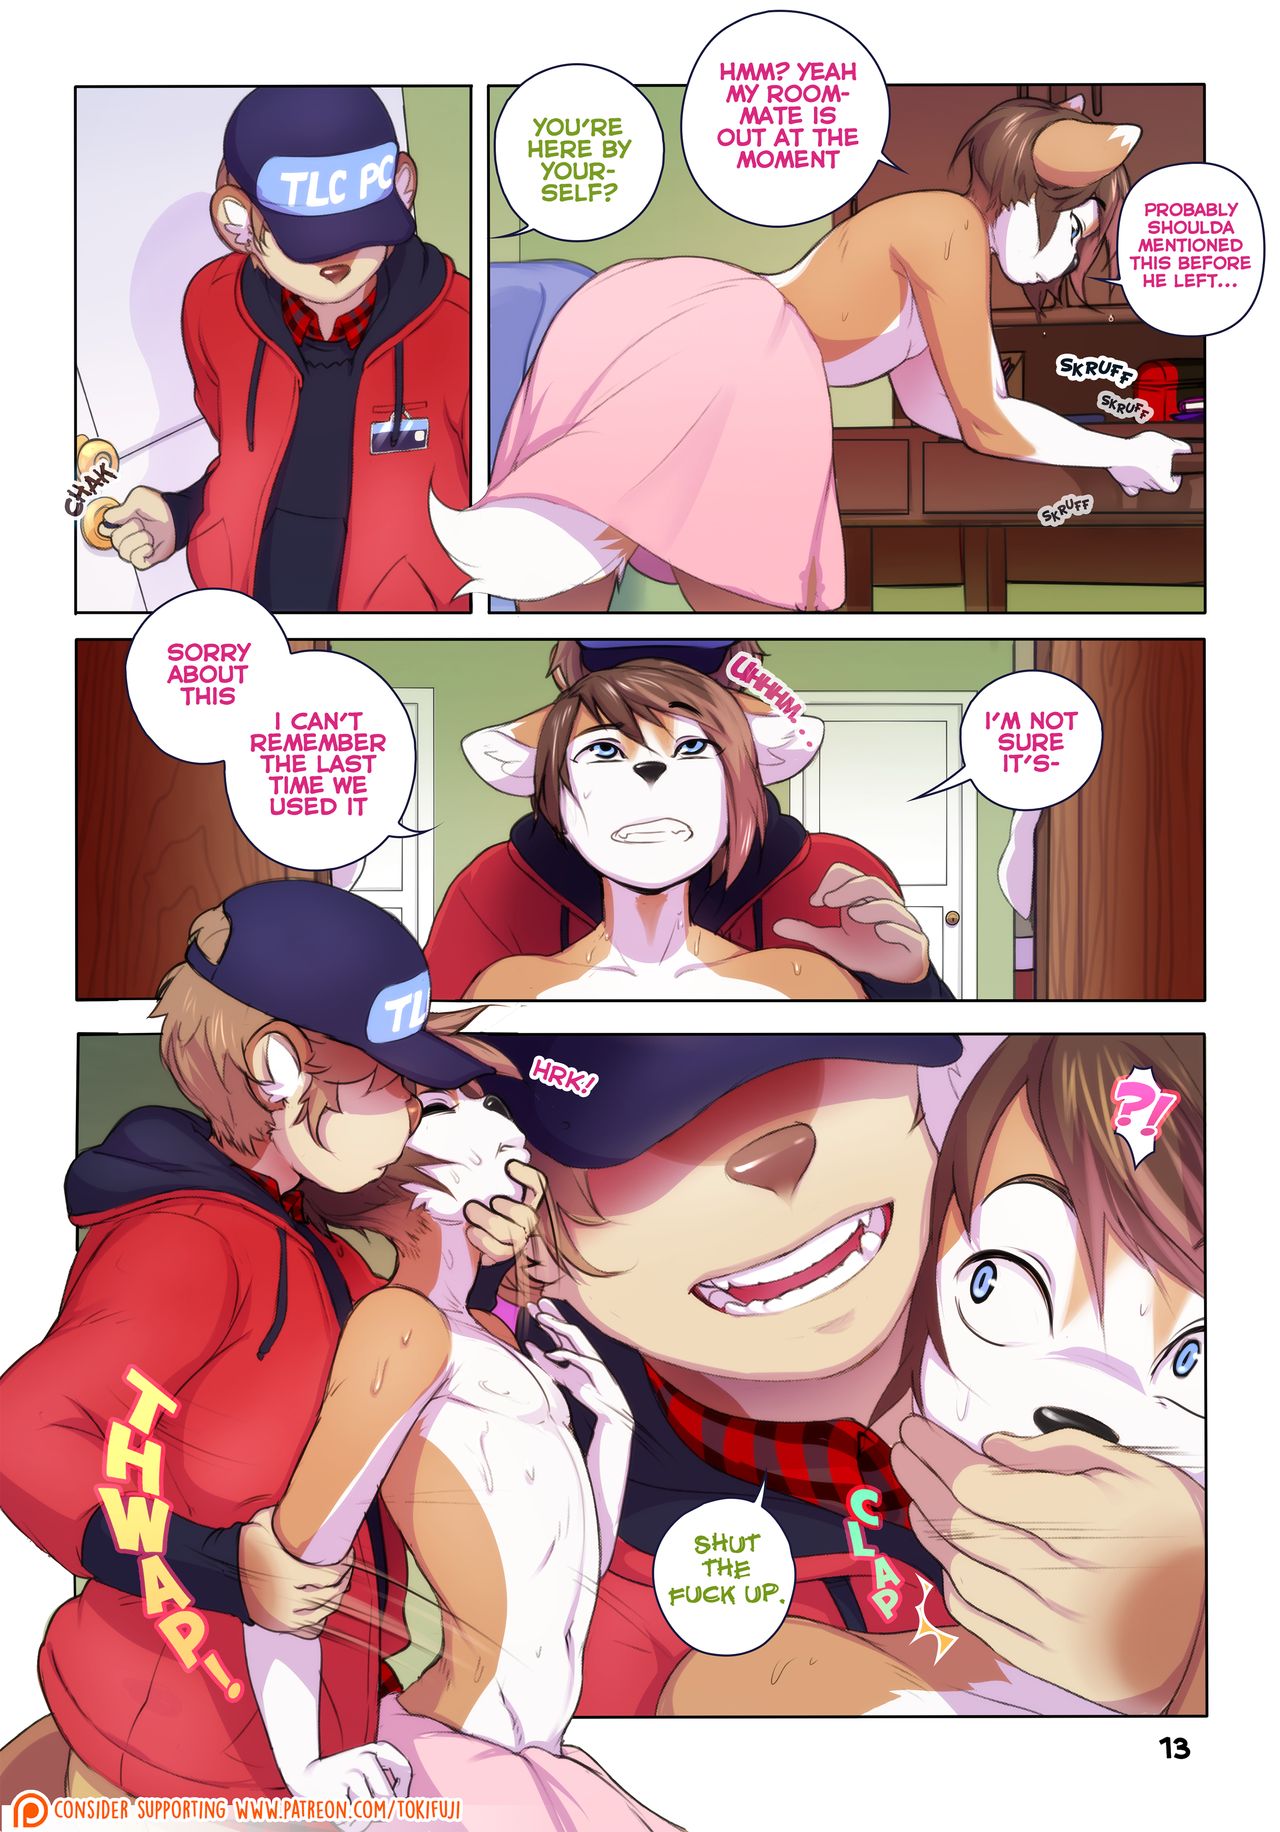 TLC PC
CHAK
YOU'RE
HERE BY
YOUR-
SELF?
HMM? YEAH
MY ROOM-
MATE IS
OUT AT THE
MOMENT
PROBABLY
SHOULDA
MENTIONED
THIS BEFORE
HE LEFT...
SKRUFF
SKRUFF
SKRUFF
SORRY
ABOUT
THIS
I CAN'T
REMEMBER
THE LAST
TIME WE
USED IT
UHHHM...
I'M NOT
SURE
IT'S-
TL
HRK!
THWAP!
?!
SHUT
THE
FUCK UP.
CLAP
13
CONSIDER SUPPORTING WWW.PATREON.COM/TOKIFUJI